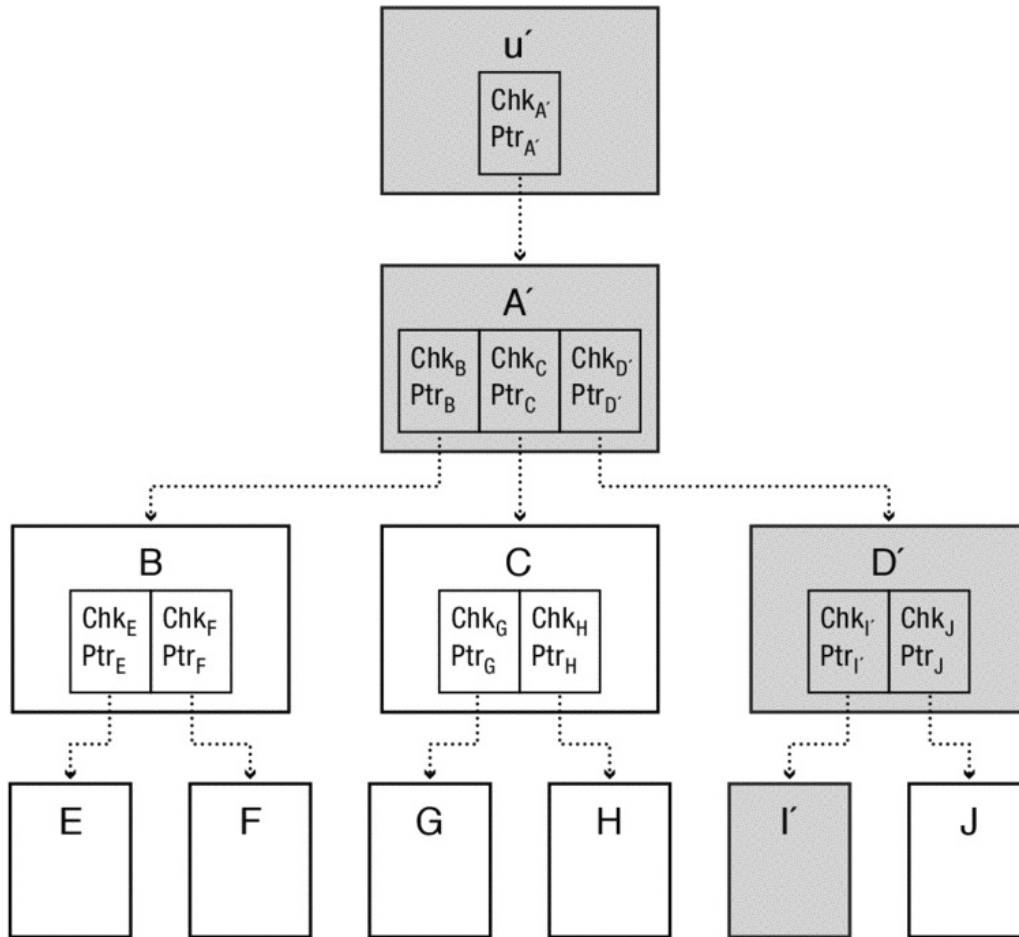 u´
Chk_A´
Ptr_A´
A´
Chk_B Chk_C Chk_D´
Ptr_B Ptr_C Ptr_D´
B C D´
Chk_E Chk_F Chk_G Chk_H Chk_I´ Chk_J
Ptr_E Ptr_F Ptr_G Ptr_H Ptr_I´ Ptr_J
E F G H I´ J